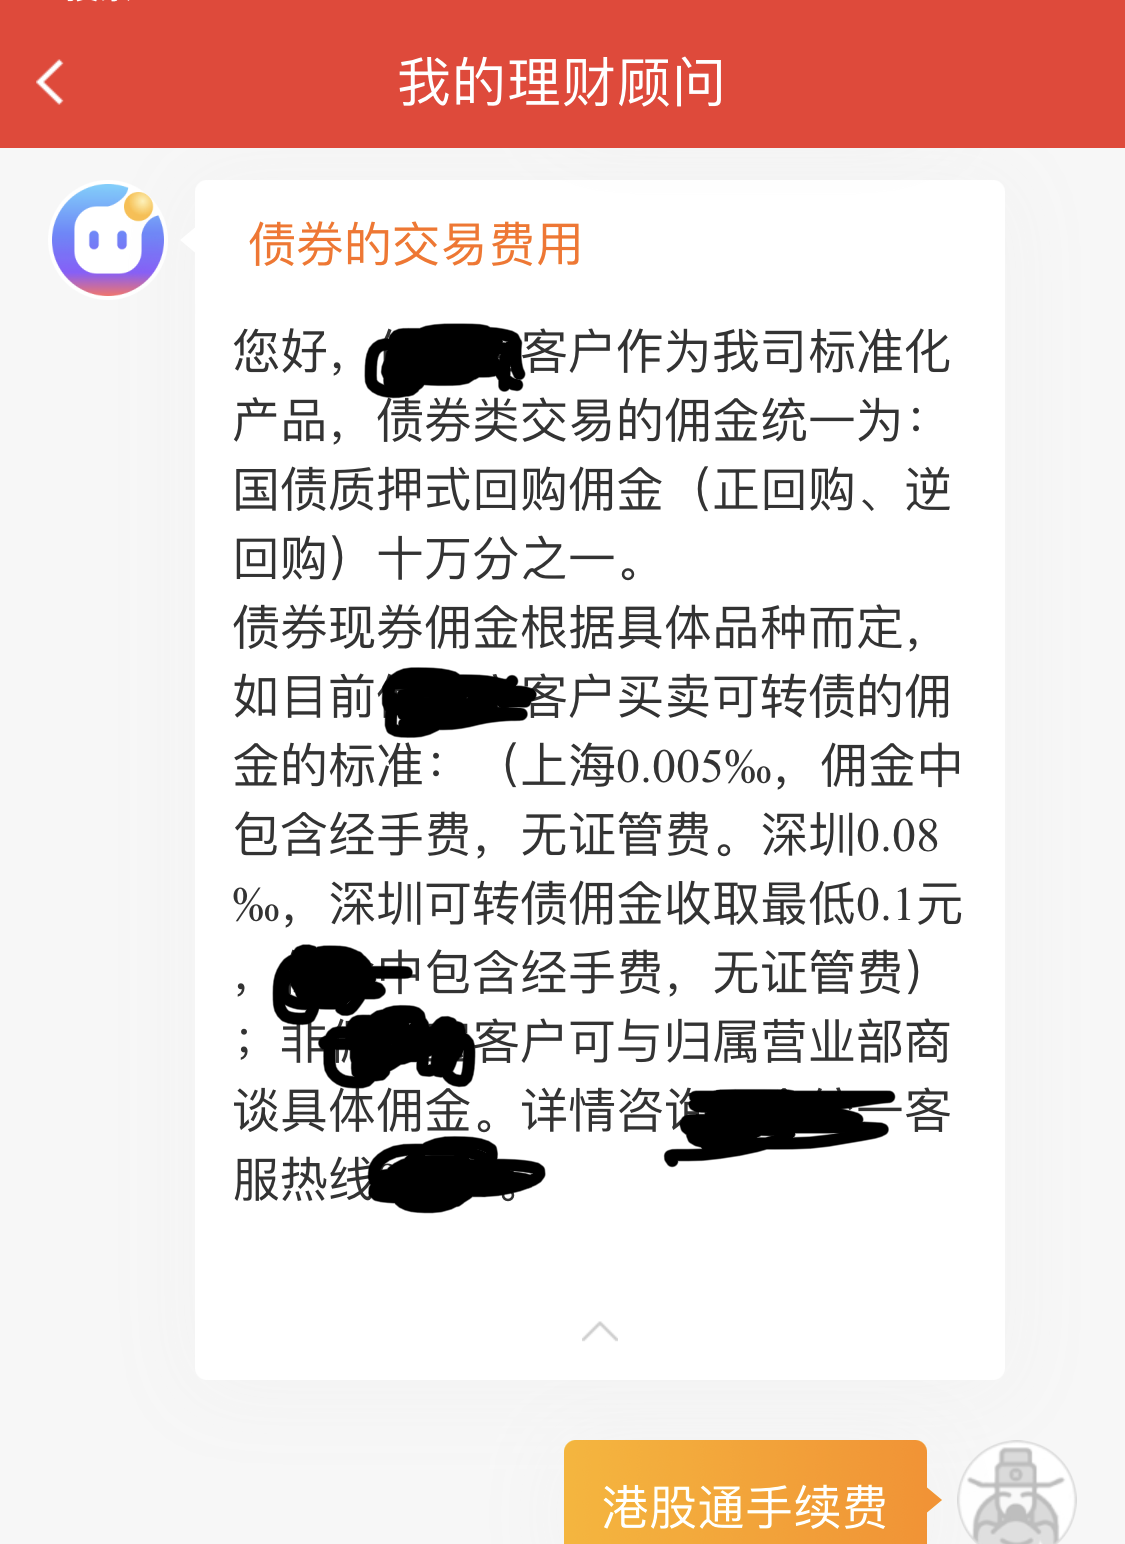 我的理财顾问
债券的交易费用
您好，客户作为我司标准化
产品，债券类交易的佣金统一为：
国债质押式回购佣金（正回购、逆
回购）十万分之一。
债券现券佣金根据具体品种而定，
如目前客户买卖可转债的佣
金的标准：（上海0.005‰，佣金中
包含经手费，无证管费。深圳0.08
‰，深圳可转债佣金收取最低0.1元
，中包含经手费，无证管费）
；非客户可与归属营业部商
谈具体佣金。详情咨询一客
服热线。
港股通手续费